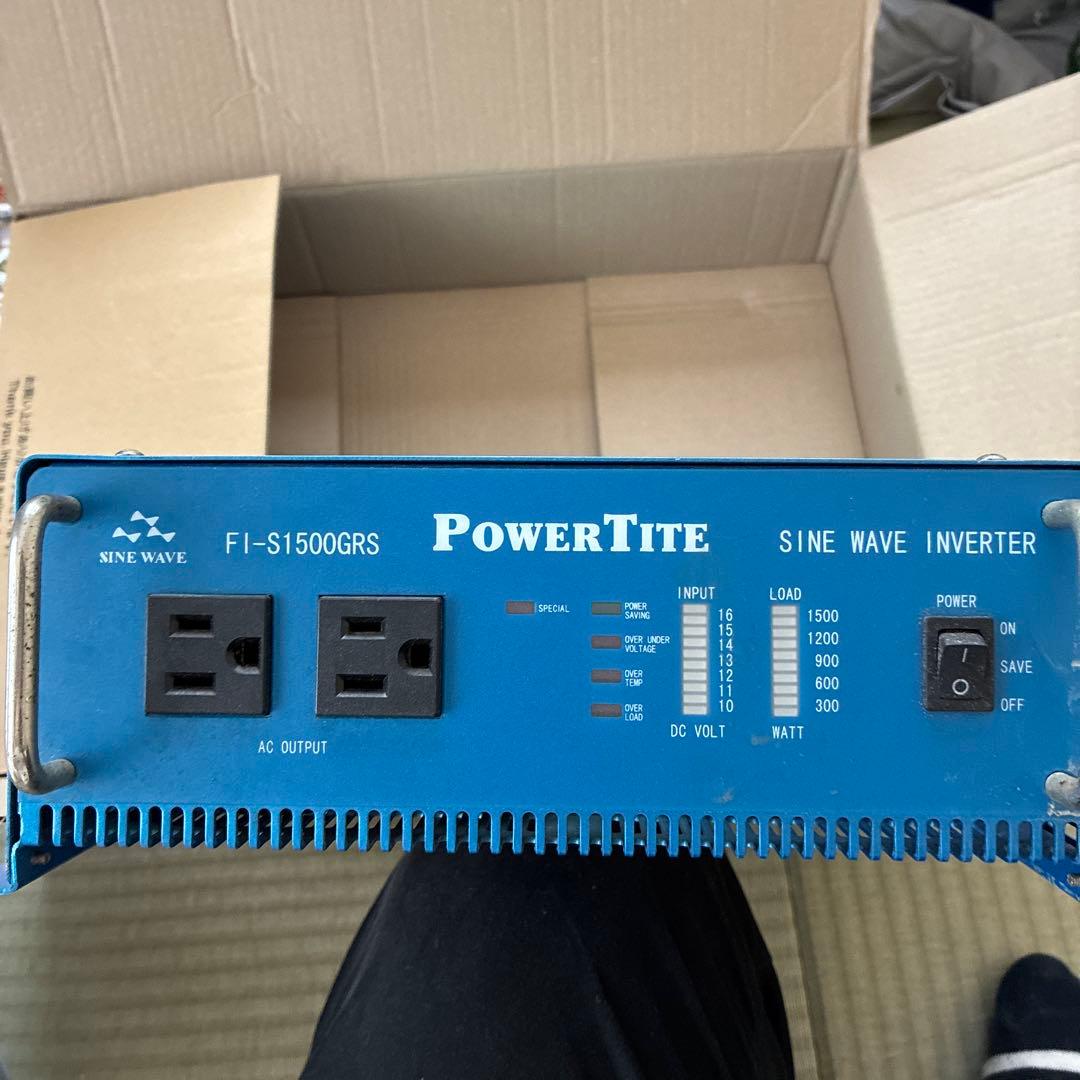 SINE WAVE
FI-S1500GRS
POWERTITE
SINE WAVE INVERTER
AC OUTPUT
SPECIAL
POWER
SAVING
OVER UNDER
VOLTAGE
OVER
TEMP
OVER
LOAD
INPUT
16
15
14
13
12
11
10
DC VOLT
LOAD
1500
1200
900
600
300
WATT
POWER
ON
SAVE
OFF
Thank you